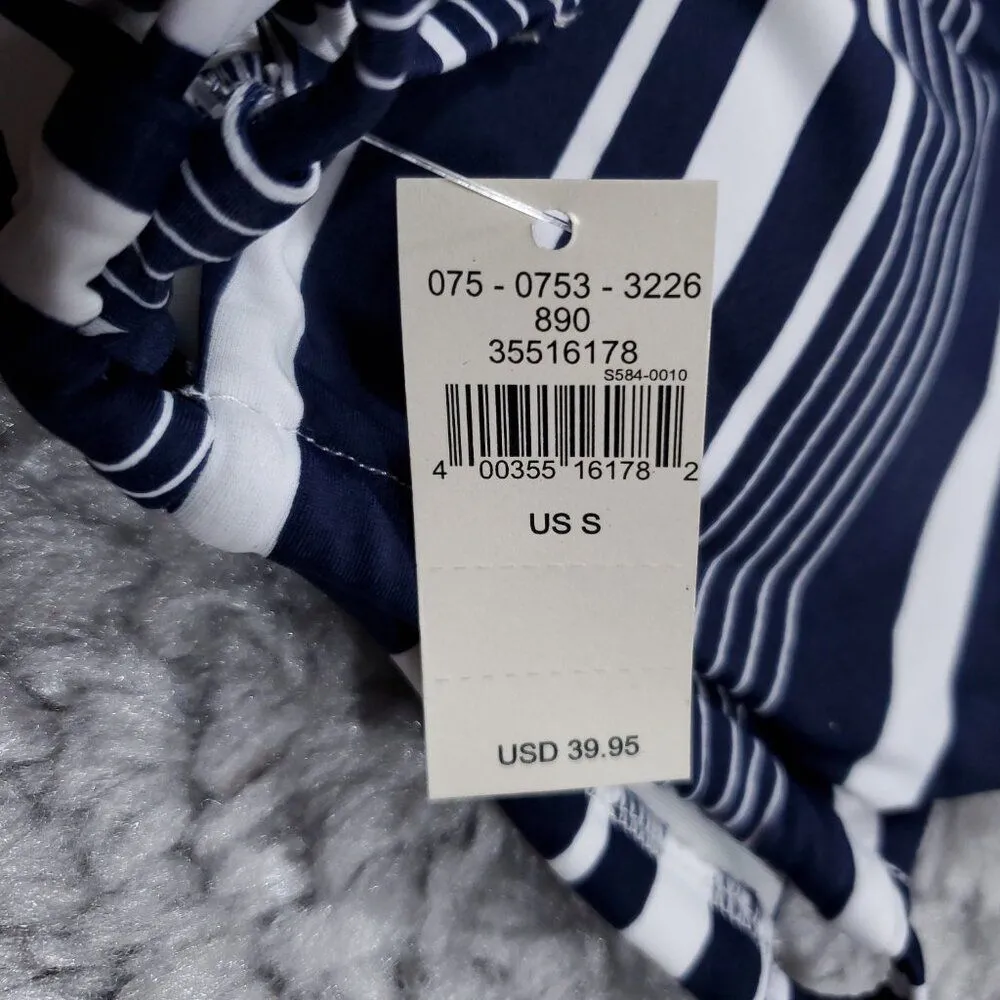 075 - 0753 - 3226
890
35516178
S584-0010
4 00355 16178 2
US S
USD 39.95